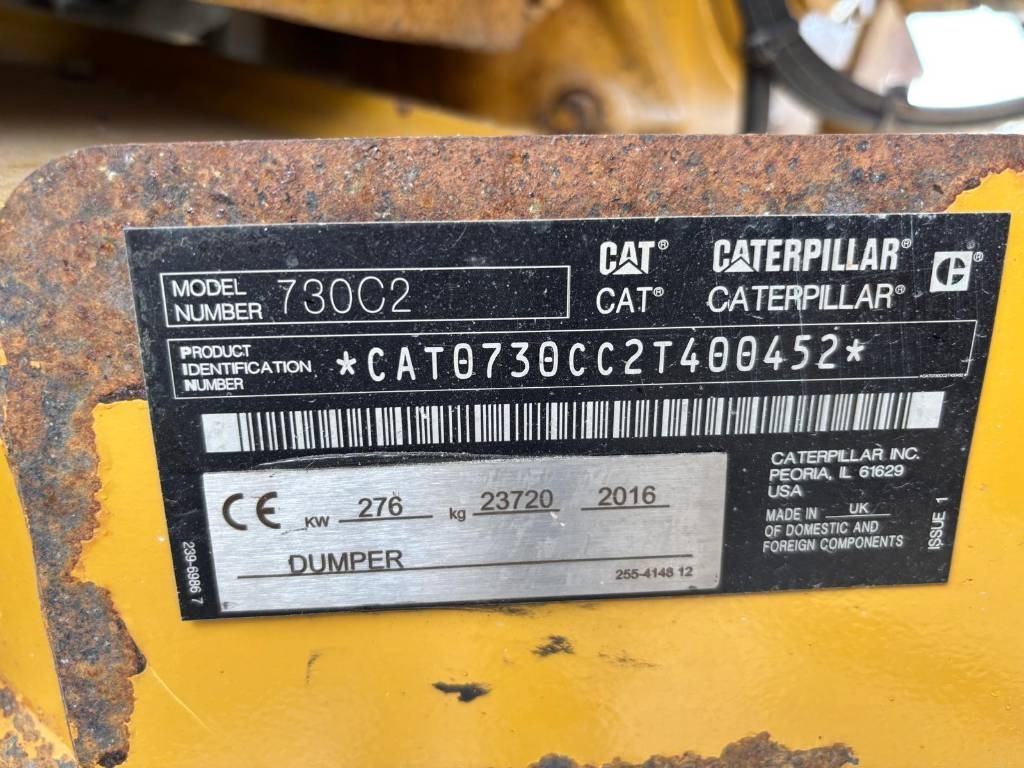 CAT® CATERPILLAR®
CAT® CATERPILLAR®
C®
MODEL NUMBER 730C2
PRODUCT IDENTIFICATION NUMBER *CAT0730CC2T400452*
CATERPILLAR INC.
PEORIA, IL 61629
USA
MADE IN UK
OF DOMESTIC AND
FOREIGN COMPONENTS
ISSUE 1
CE KW 276 kg 23720 2016
DUMPER
255-4148 12
239-6986 7